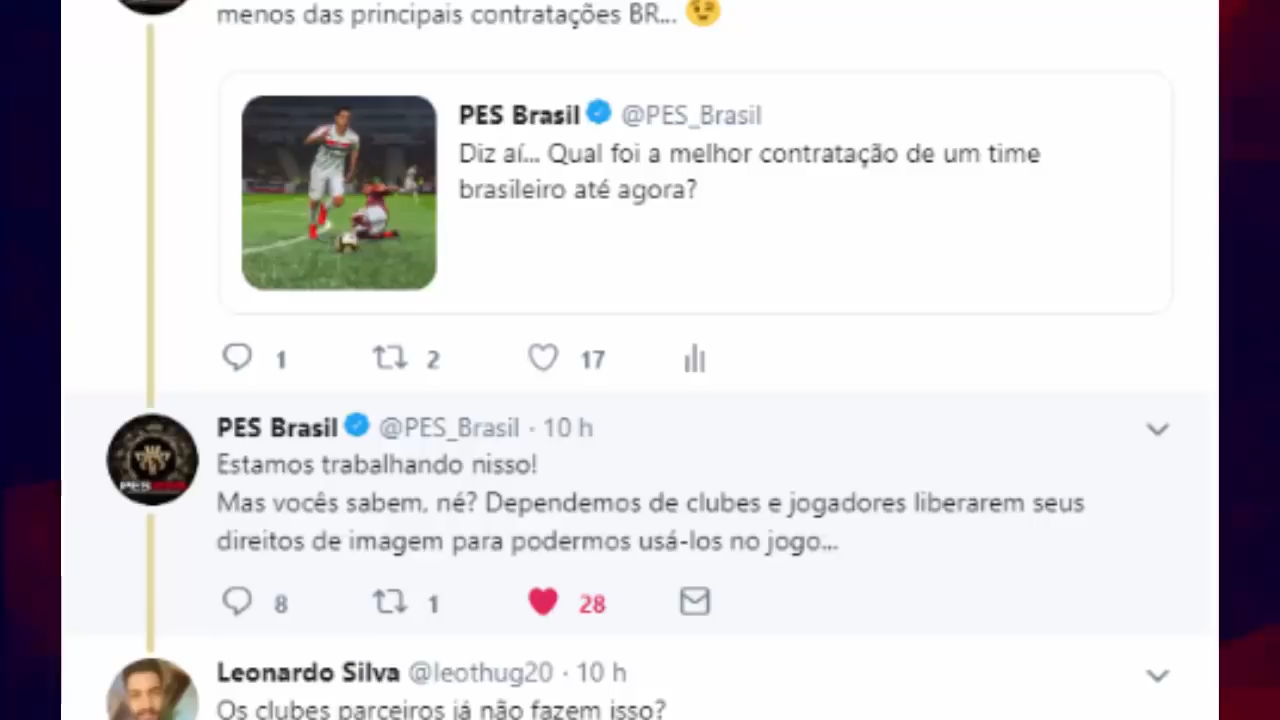 menos das principais contratações BR...
PES Brasil @PES_Brasil
Diz aí... Qual foi a melhor contratação de um time
brasileiro até agora?
1 2 17
PES Brasil @PES_Brasil · 10 h
Estamos trabalhando nisso!
Mas vocês sabem, né? Dependemos de clubes e jogadores liberarem seus
direitos de imagem para podermos usá-los no jogo...
8 1 28
Leonardo Silva @leothug20 · 10 h
Os clubes parceiros já não fazem isso?